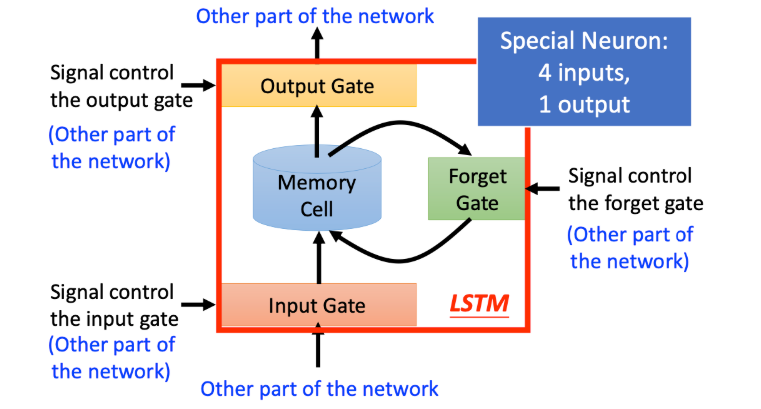 Other part of the network
Special Neuron:
4 inputs,
1 output
Signal control
the output gate
(Other part of
the network)
Output Gate
Memory
Cell
Forget
Gate
Signal control
the forget gate
(Other part of
the network)
Signal control
the input gate
(Other part of
the network)
Input Gate
LSTM
Other part of the network